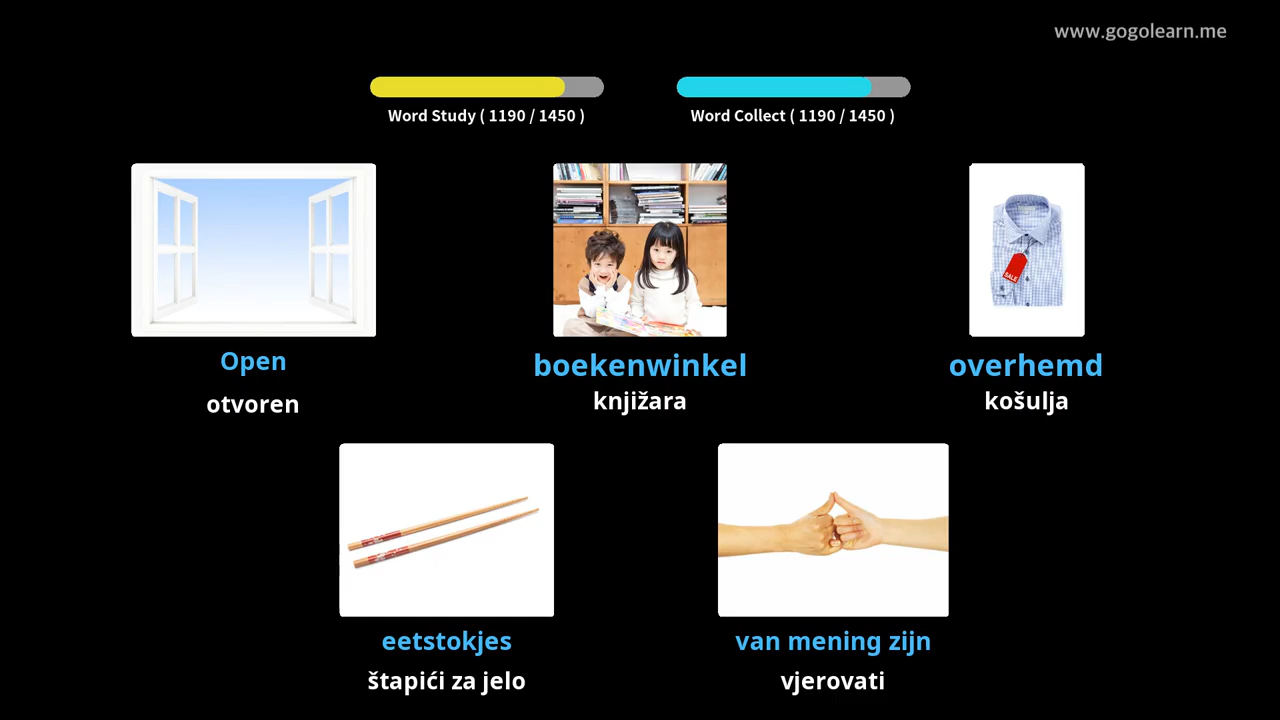 www.gogolearn.me
Word Study ( 1190 / 1450 )
Word Collect ( 1190 / 1450 )
SALE
Open
boekenwinkel
overhemd
otvoren
knjižara
košulja
eetstokjes
van mening zijn
štapići za jelo
vjerovati